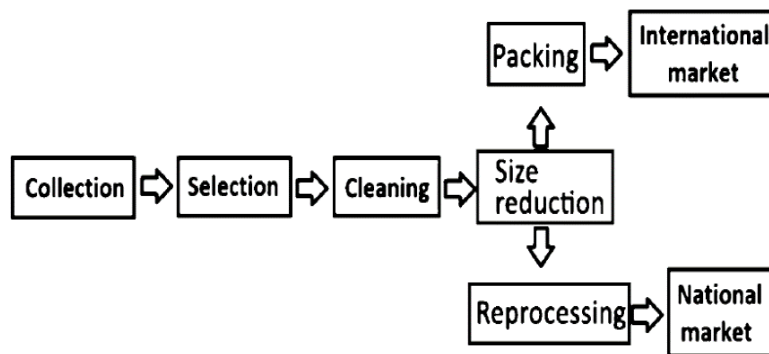 Packing
International
market
Collection
Selection
Cleaning
Size
reduction
Reprocessing
National
market